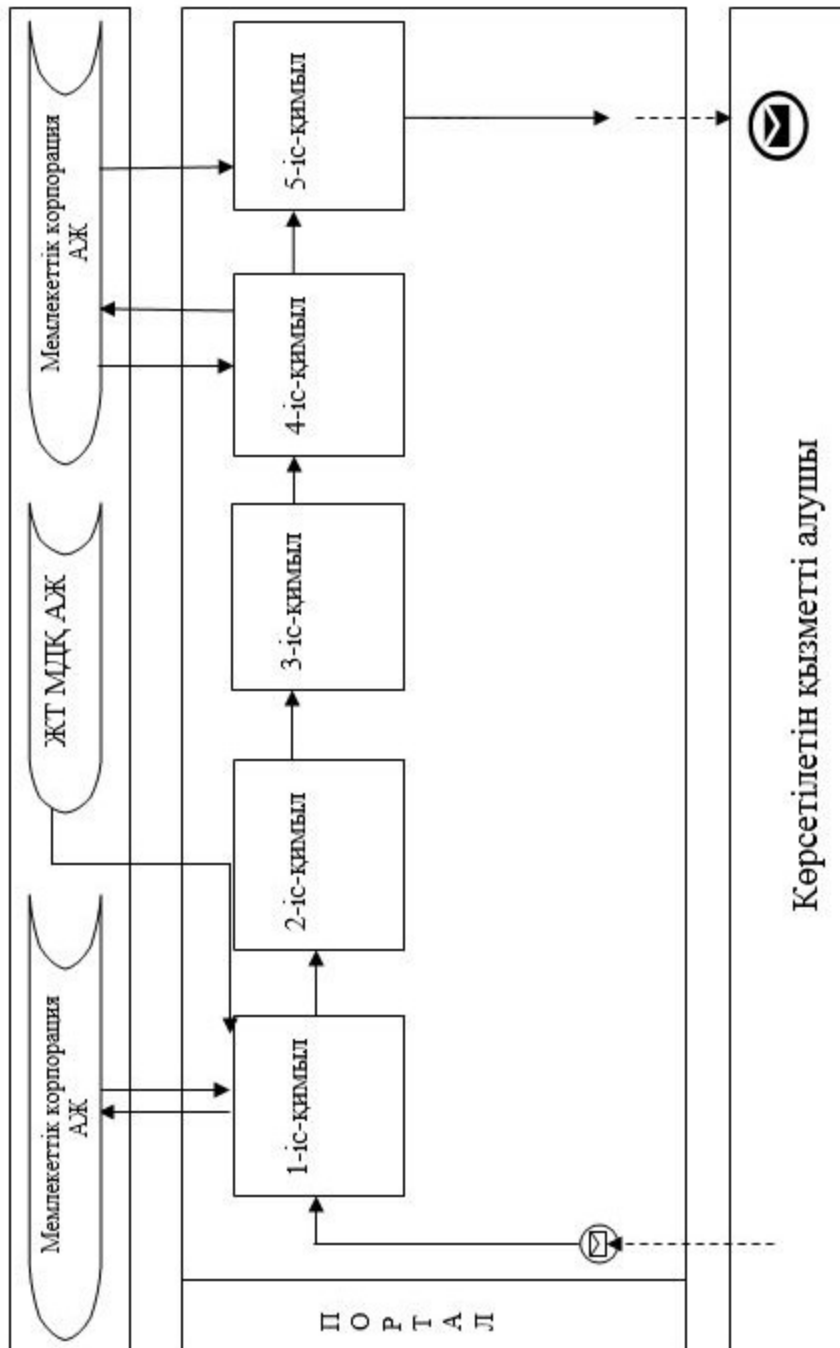 Мемлекеттік корпорация
АЖ
ЖТ МДҚ АЖ
Мемлекеттік корпорация
АЖ
ПОРТАЛ
1-іс-қимыл
2-іс-қимыл
3-іс-қимыл
4-іс-қимыл
5-іс-қимыл
Көрсетілетін қызметті алушы